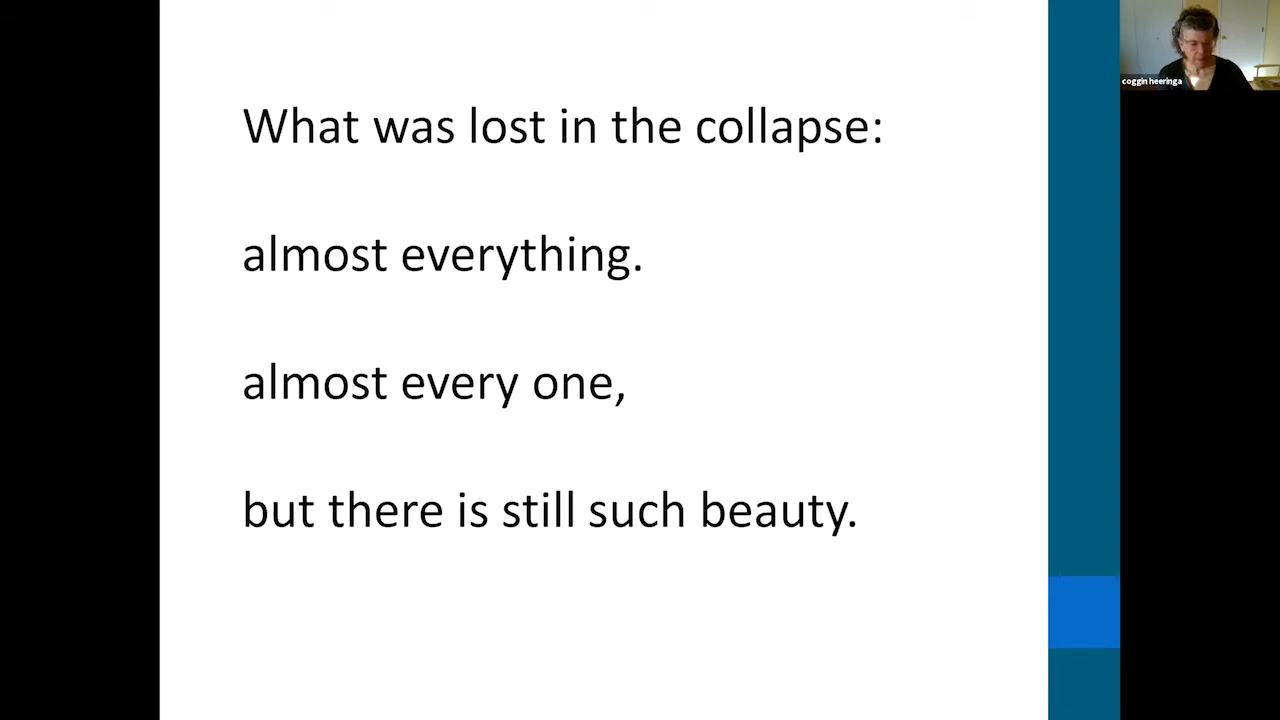 What was lost in the collapse:
almost everything.
almost every one,
but there is still such beauty.
coggin heeringa